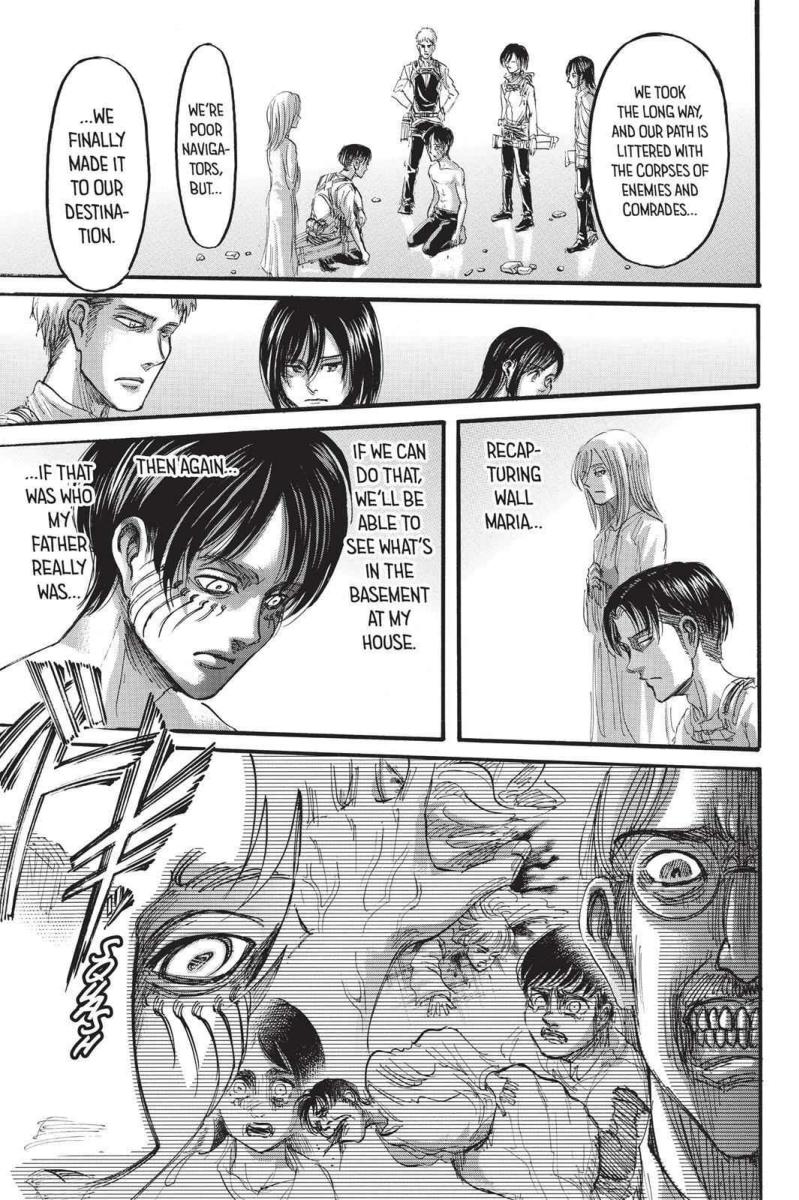 WE TOOK
THE LONG WAY,
AND OUR PATH IS
LITTERED WITH
THE CORPSES OF
ENEMIES AND
COMRADES...
WE'RE
POOR
NAVIGA-
TORS,
BUT...
...WE
FINALLY
MADE IT
TO OUR
DESTINA-
TION.
RECAP-
TURING
WALL
MARIA...
IF WE CAN
DO THAT,
WE'LL BE
ABLE TO
SEE WHAT'S
IN THE
BASEMENT
AT MY
HOUSE.
THEN AGAIN...
...IF THAT
WAS WHO
MY
FATHER
REALLY
WAS...